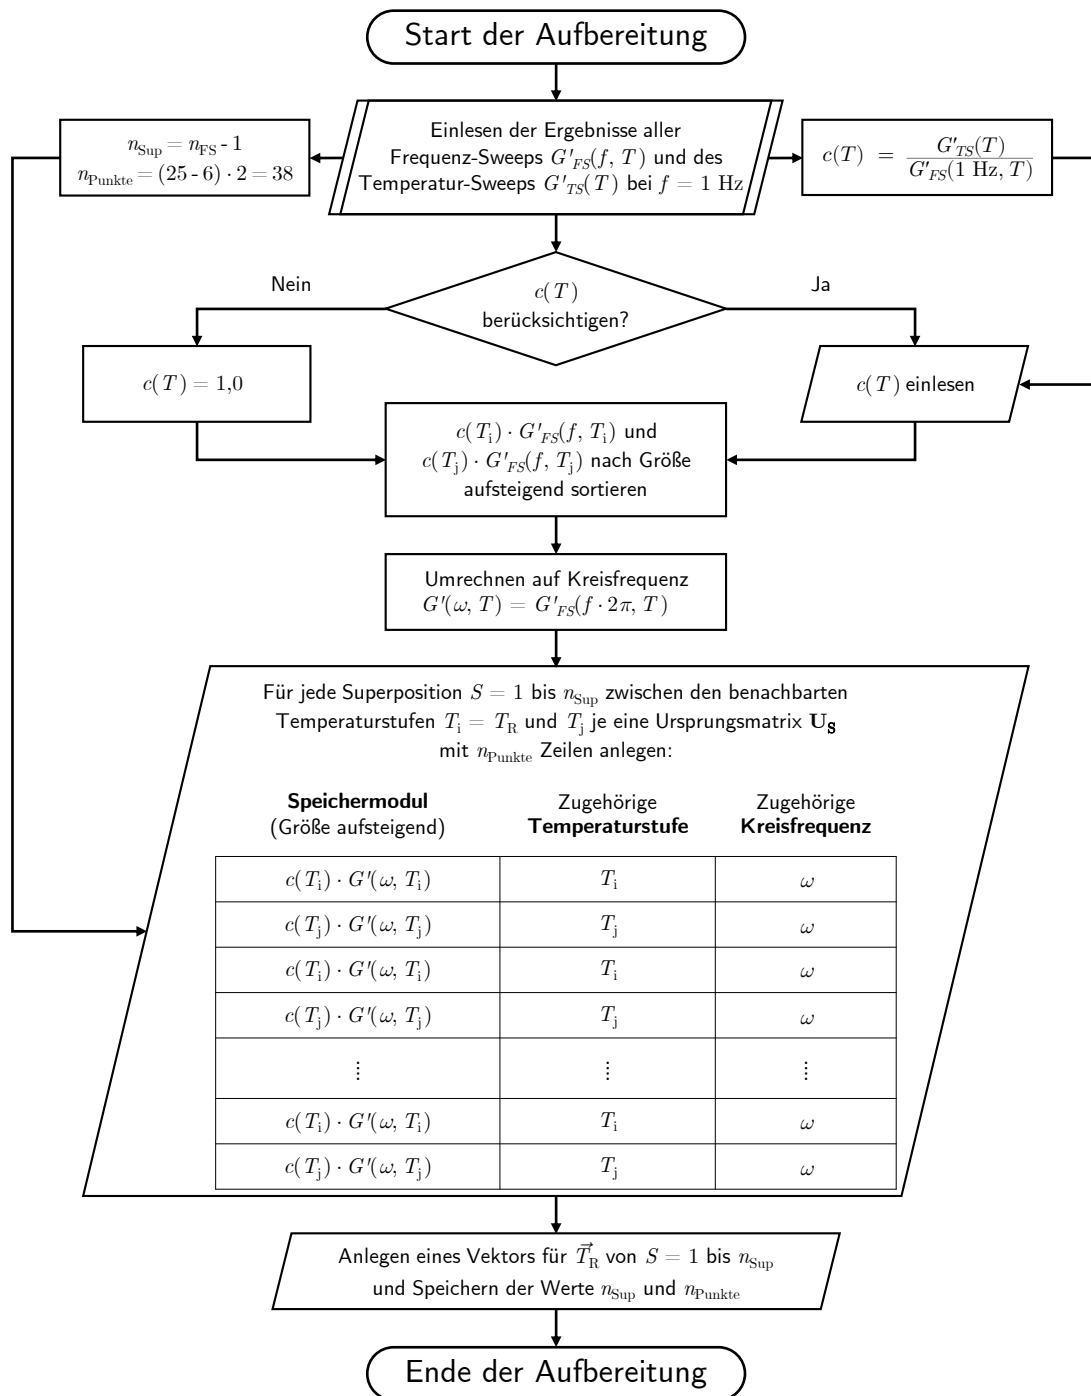 Start der Aufbereitung
n_Sup = n_FS - 1
n_Punkte = (25 - 6) · 2 = 38
Einlesen der Ergebnisse aller
Frequenz-Sweeps G'_FS(f, T) und des
Temperatur-Sweeps G'_TS(T) bei f = 1 Hz
c(T) = G'_TS(T) / G'_FS(1 Hz, T)
Nein
c(T)
berücksichtigen?
Ja
c(T) = 1,0
c(T) einlesen
c(T_i) · G'_FS(f, T_i) und
c(T_j) · G'_FS(f, T_j) nach Größe
aufsteigend sortieren
Umrechnen auf Kreisfrequenz
G'(ω, T) = G'_FS(f · 2π, T)
Für jede Superposition S = 1 bis n_Sup zwischen den benachbarten
Temperaturstufen T_i = T_R und T_j je eine Ursprungsmatrix U_S
mit n_Punkte Zeilen anlegen:
Speichermodul Zugehörige Zugehörige
(Größe aufsteigend) Temperaturstufe Kreisfrequenz
c(T_i) · G'(ω, T_i) T_i ω
c(T_j) · G'(ω, T_j) T_j ω
c(T_i) · G'(ω, T_i) T_i ω
c(T_j) · G'(ω, T_j) T_j ω
⋮ ⋮ ⋮
c(T_i) · G'(ω, T_i) T_i ω
c(T_j) · G'(ω, T_j) T_j ω
Anlegen eines Vektors für T⃗_R von S = 1 bis n_Sup
und Speichern der Werte n_Sup und n_Punkte
Ende der Aufbereitung